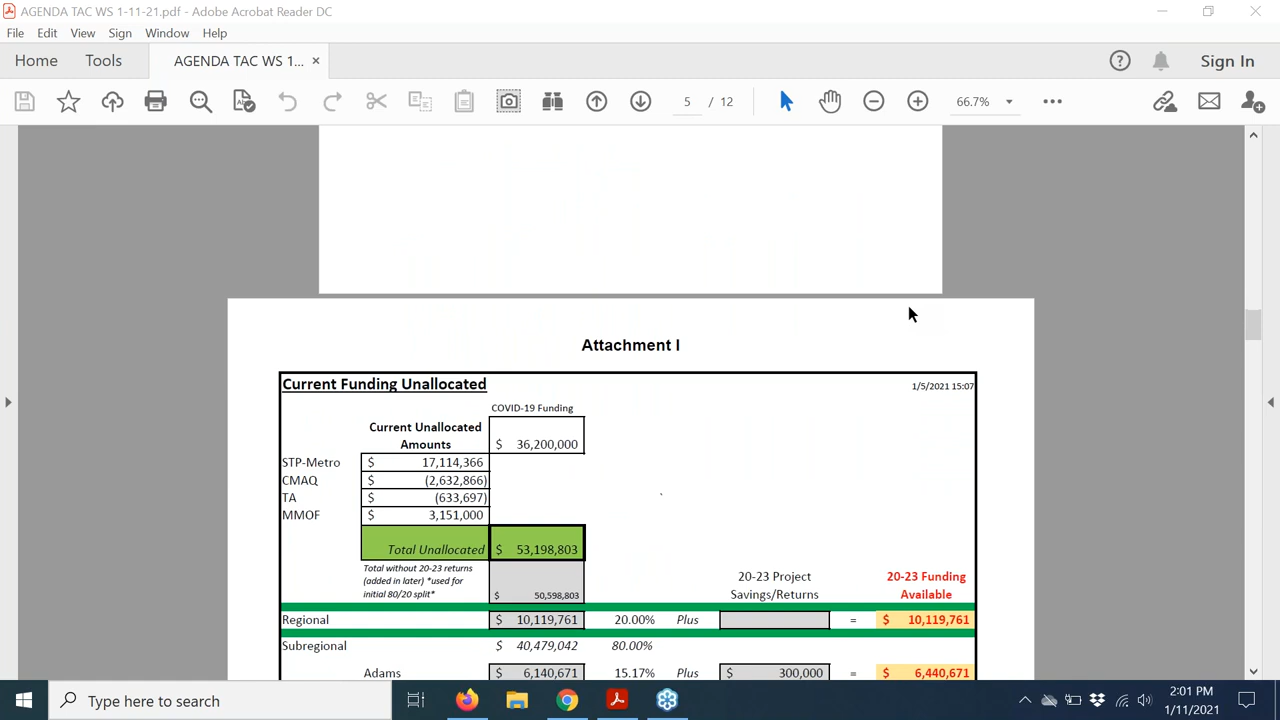 AGENDA TAC WS 1-11-21.pdf - Adobe Acrobat Reader DC
File Edit View Sign Window Help
Home Tools AGENDA TAC WS 1... × Sign In
5 / 12 66.7%
Attachment I
Current Funding Unallocated 1/5/2021 15:07
COVID-19 Funding
Current Unallocated
Amounts $ 36,200,000
STP-Metro $ 17,114,366
CMAQ $ (2,632,866)
TA $ (633,697)
MMOF $ 3,151,000
Total Unallocated $ 53,198,803
Total without 20-23 returns
(added in later) *used for
initial 80/20 split* $ 50,598,803
20-23 Project
Savings/Returns
20-23 Funding
Available
Regional $ 10,119,761 20.00% Plus = $ 10,119,761
Subregional $ 40,479,042 80.00%
Adams $ 6,140,671 15.17% Plus $ 300,000 = $ 6,440,671
Type here to search
2:01 PM
1/11/2021